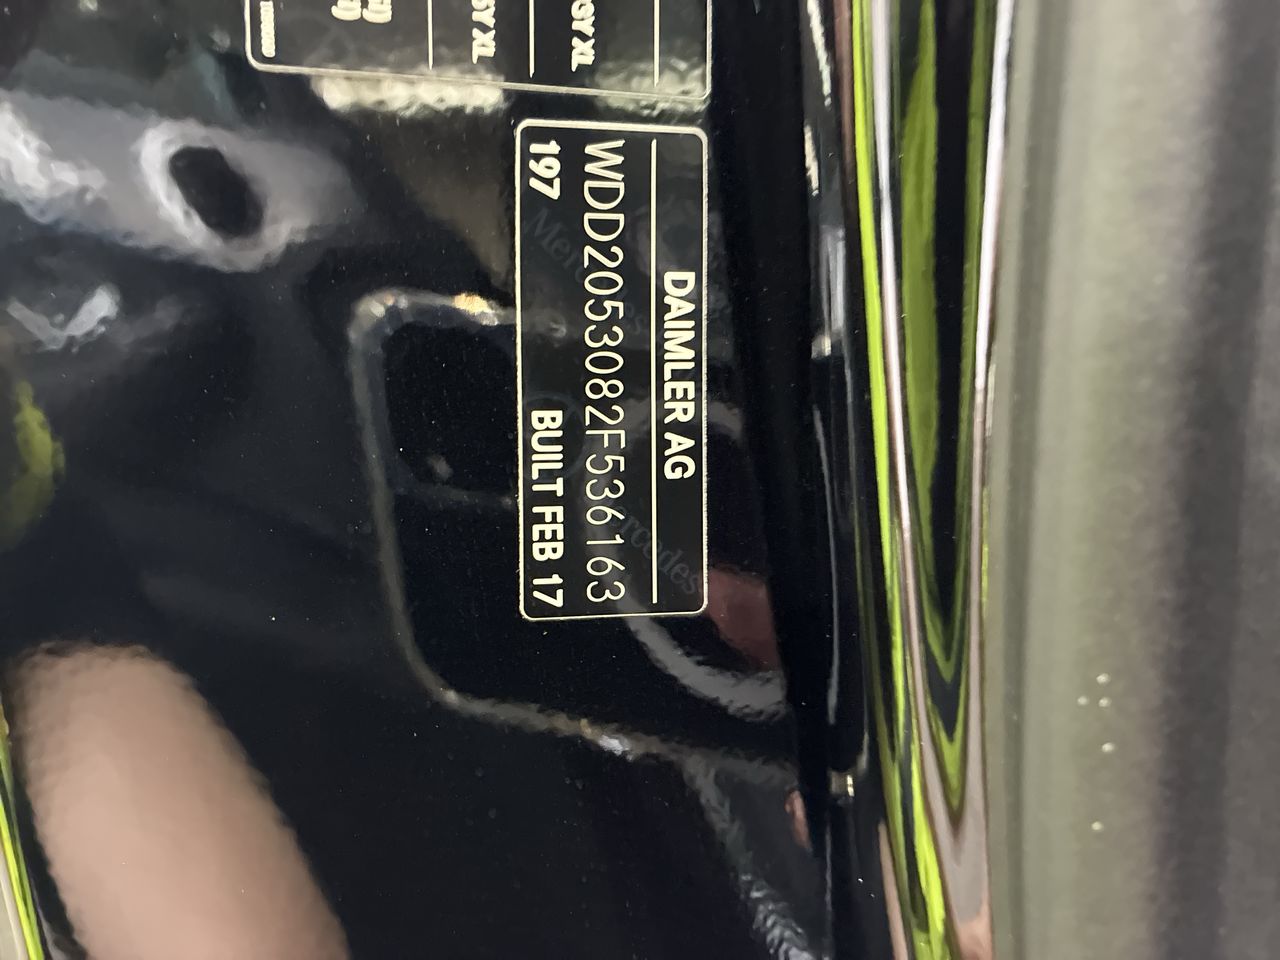 DAIMLER AG
WDD2053082F536163
197 BUILT FEB 17